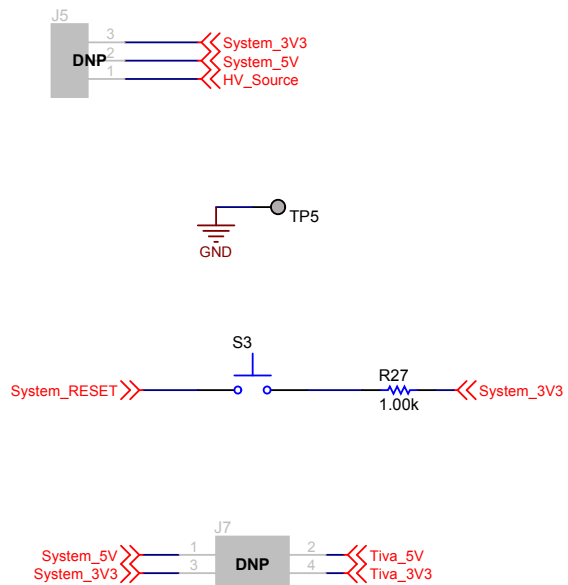 J5
3 System_3V3
DNP 2 System_5V
1 HV_Source
TP5
GND
S3
R27
System_RESET System_3V3
1.00k
J7
System_5V 1 2 Tiva_5V
DNP
System_3V3 3 4 Tiva_3V3